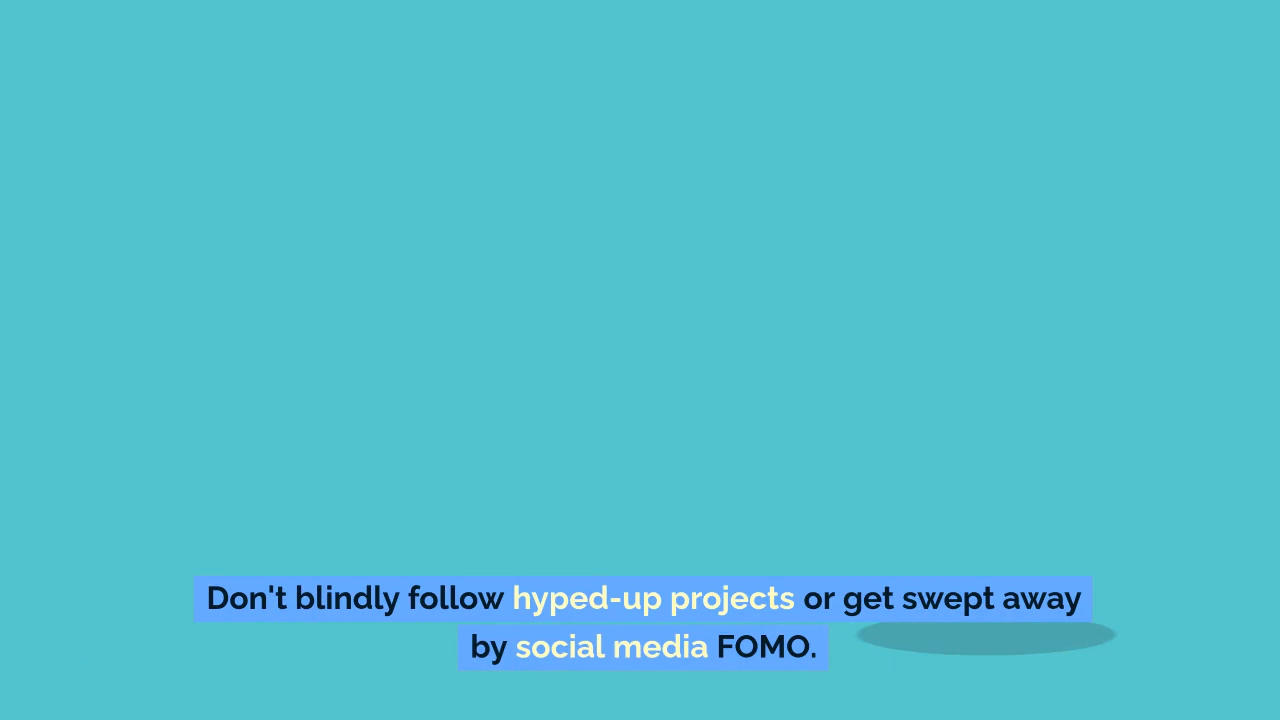 Don't blindly follow hyped-up projects or get swept away
by social media FOMO.